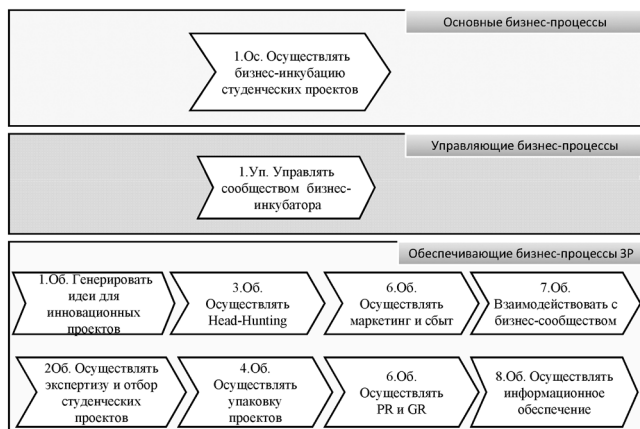 Основные бизнес-процессы
1.Ос. Осуществлять
бизнес-инкубацию
студенческих проектов
Управляющие бизнес-процессы
1.Уп. Управлять
сообществом бизнес-
инкубатора
Обеспечивающие бизнес-процессы ЗР
1.Об. Генерировать
идеи для
инновационных
проектов
3.Об.
Осуществлять
Head-Hunting
6.Об.
Осуществлять
маркетинг и сбыт
7.Об.
Взаимодействовать с
бизнес-сообществом
2Об. Осуществлять
экспертизу и отбор
студенческих
проектов
4.Об.
Осуществлять
упаковку
проектов
6.Об.
Осуществлять
PR и GR
8.Об. Осуществлять
информационное
обеспечение